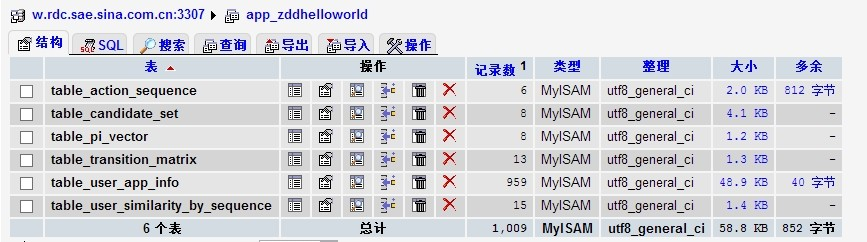 w.rdc.sae.sina.com.cn:3307 app_zddhelloworld
结构 SQL 搜索 查询 导出 导入 操作
表 操作 记录数 1 类型 整理 大小 多余
table_action_sequence 6 MyISAM utf8_general_ci 2.0 KB 812 字节
table_candidate_set 8 MyISAM utf8_general_ci 4.1 KB -
table_pi_vector 8 MyISAM utf8_general_ci 1.2 KB -
table_transition_matrix 13 MyISAM utf8_general_ci 1.3 KB -
table_user_app_info 959 MyISAM utf8_general_ci 48.9 KB 40 字节
table_user_similarity_by_sequence 15 MyISAM utf8_general_ci 1.4 KB -
6 个表 总计 1,009 MyISAM utf8_general_ci 58.8 KB 852 字节